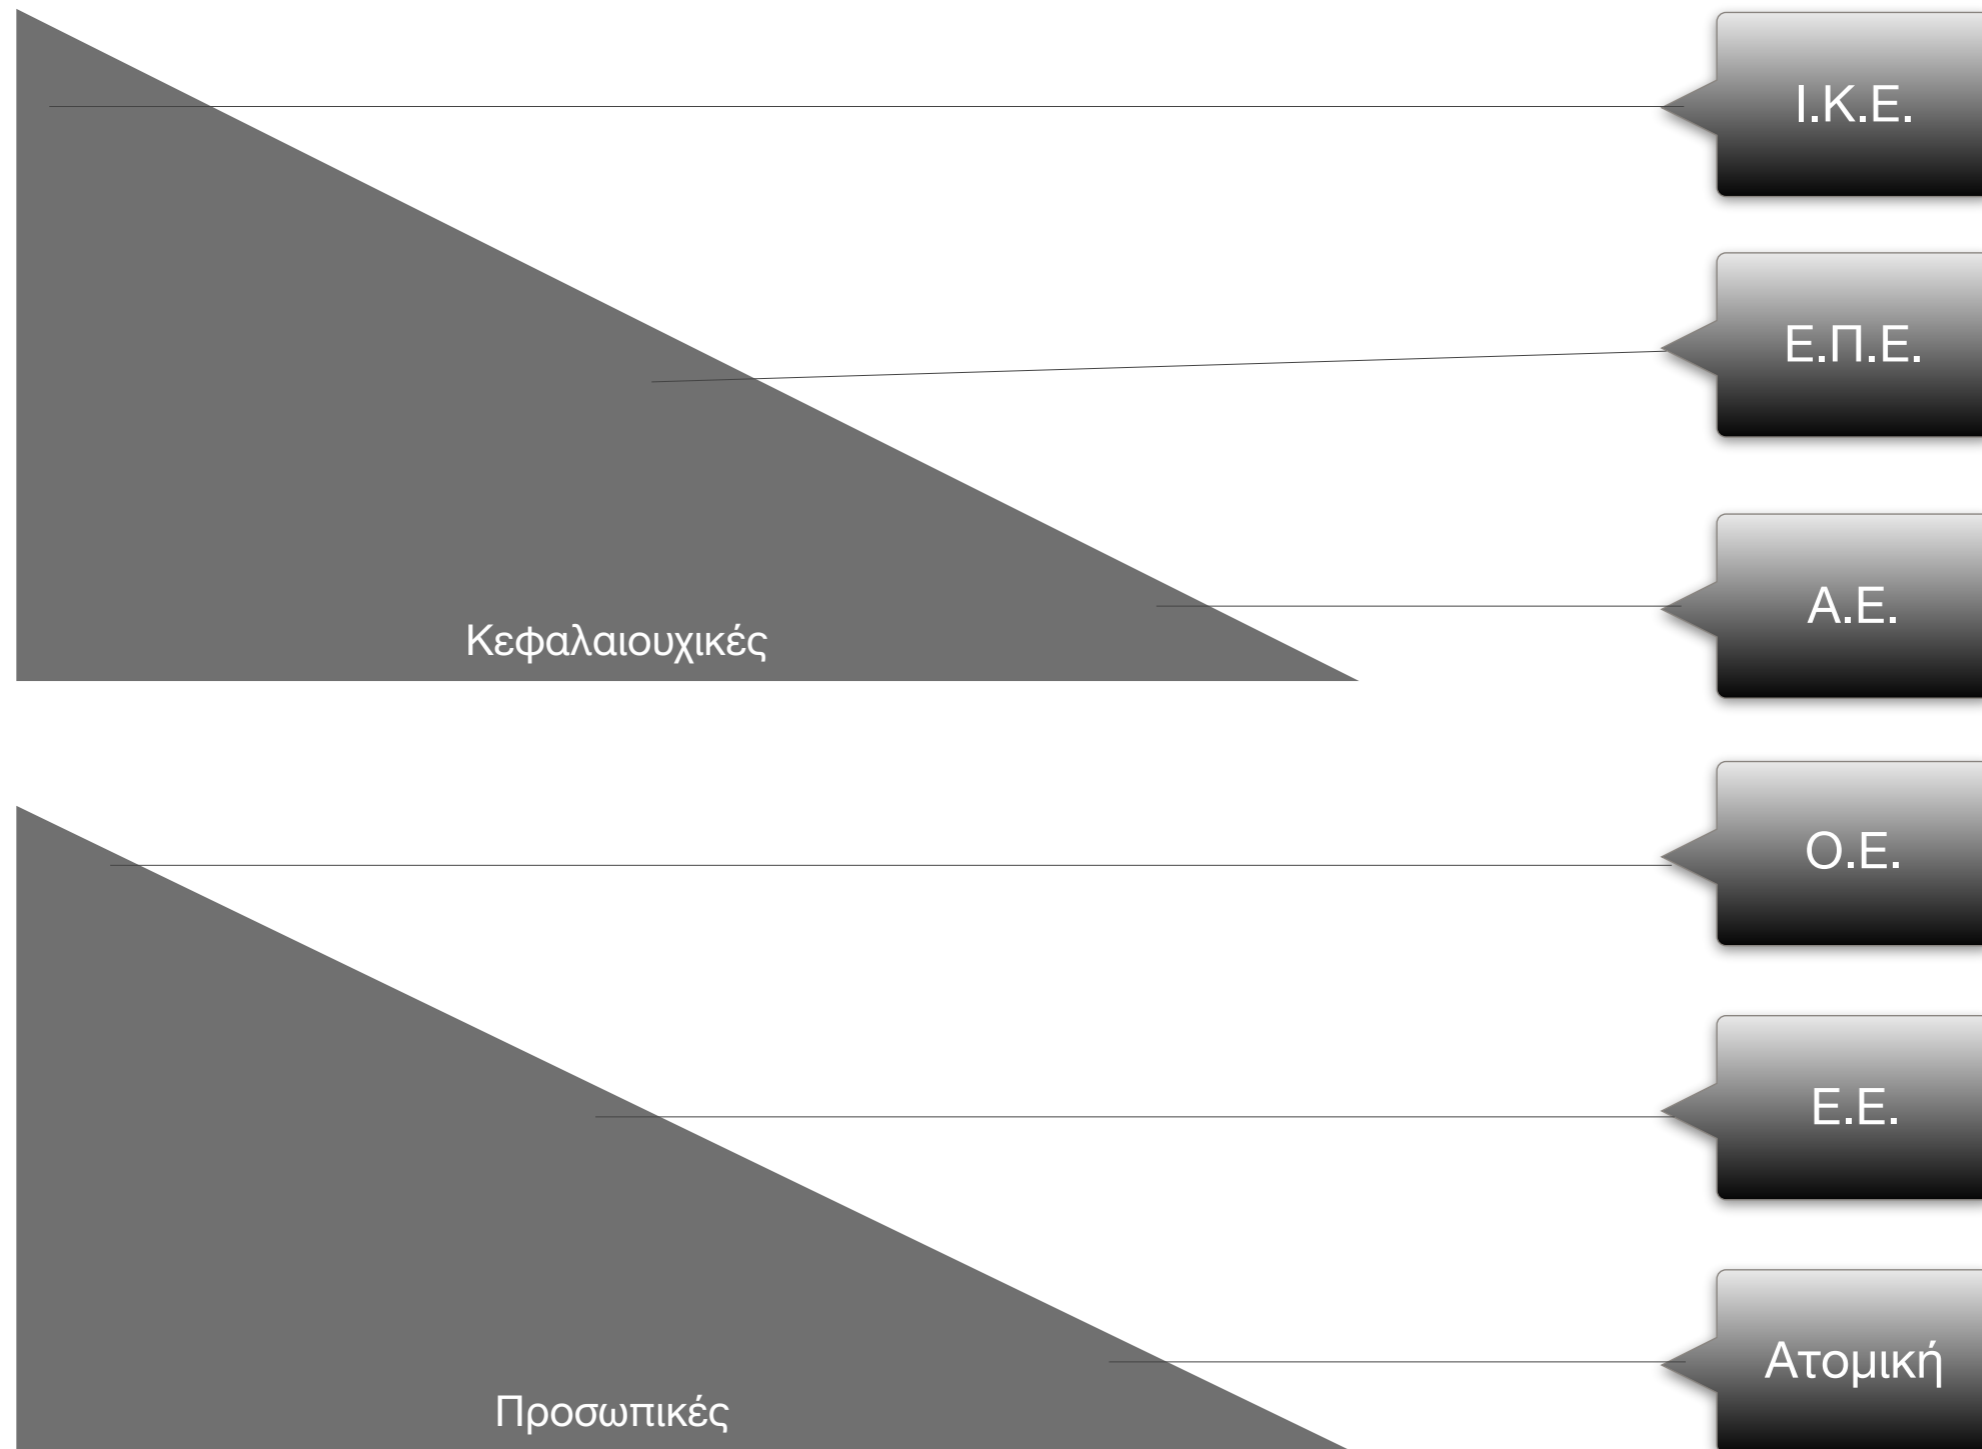 Ι.Κ.Ε.
Ε.Π.Ε.
Α.Ε.
Κεφαλαιουχικές
Ο.Ε.
Ε.Ε.
Ατομική
Προσωπικές